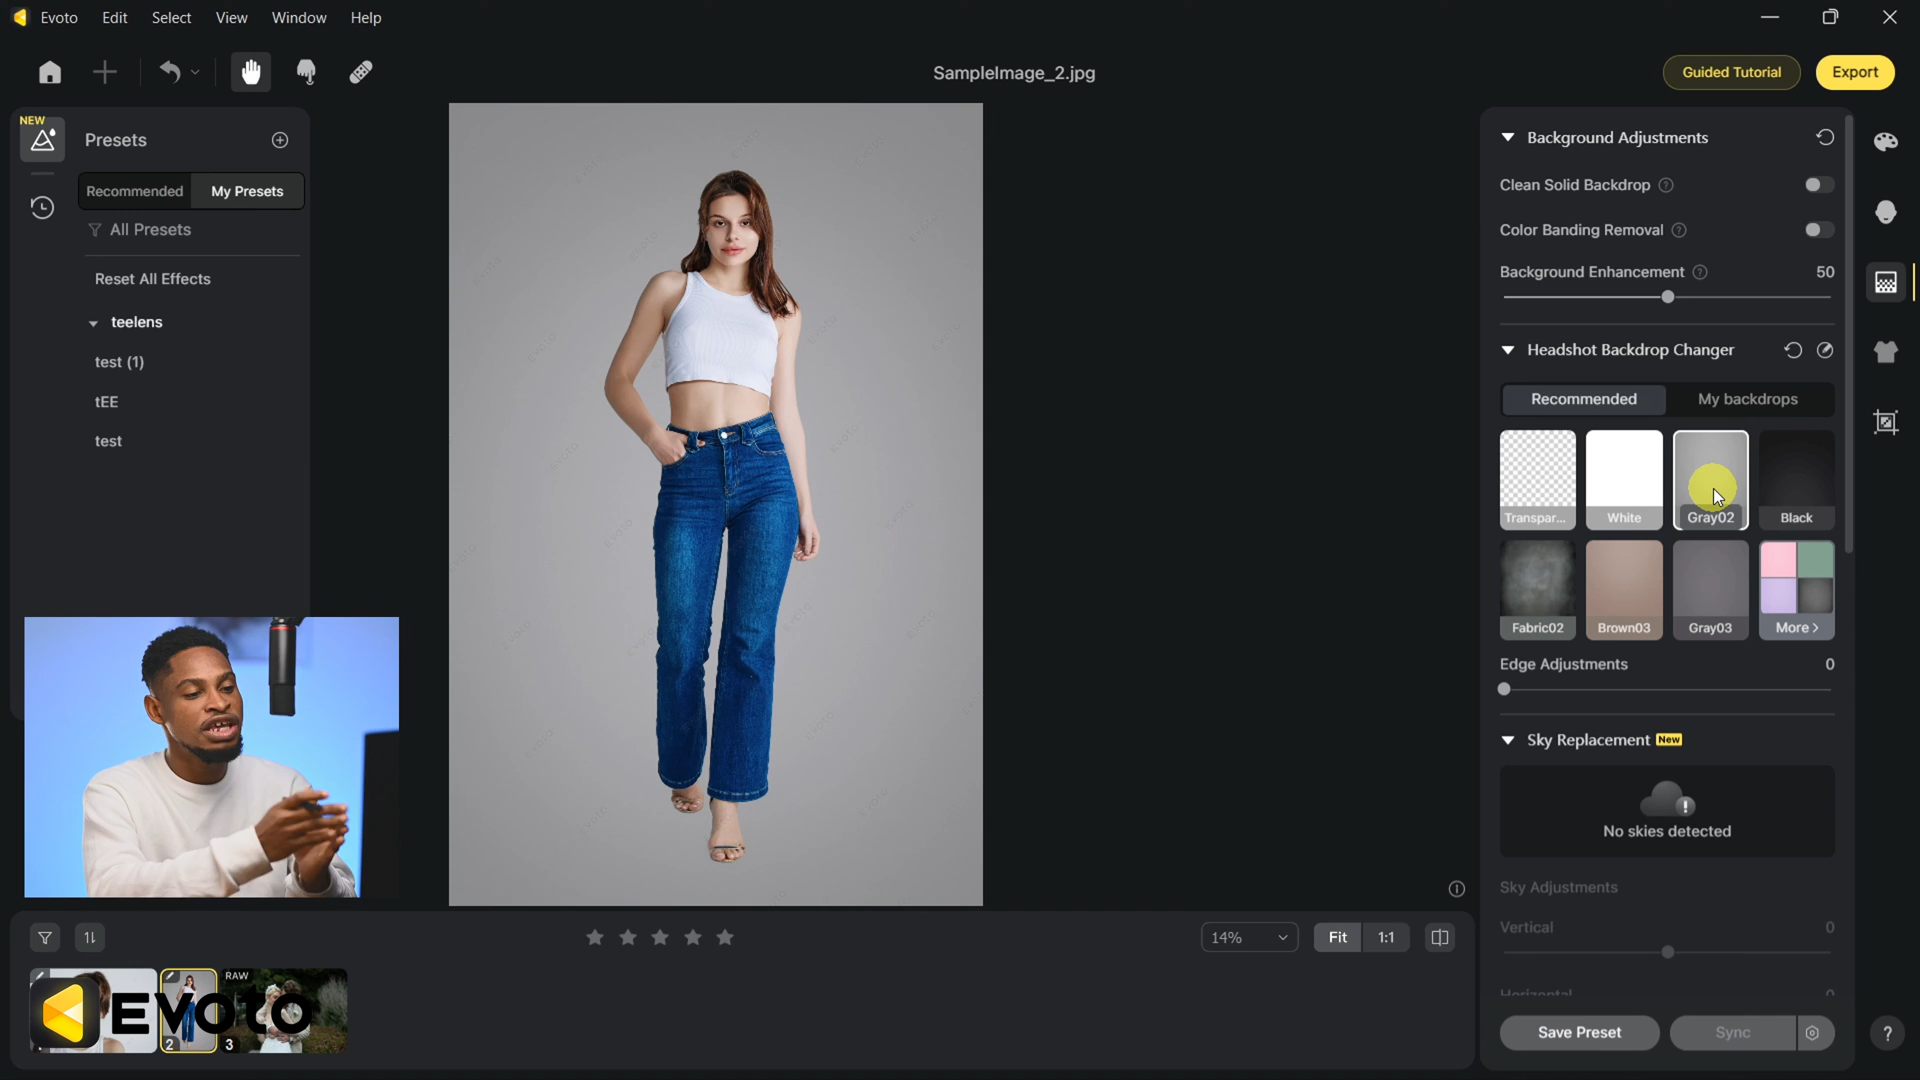 Evoto Edit Select View Window Help
SampleImage_2.jpg
Guided Tutorial
Export
NEW
Presets
Recommended My Presets
All Presets
Reset All Effects
teelens
test (1)
tEE
test
Background Adjustments
Clean Solid Backdrop
Color Banding Removal
Background Enhancement 50
Headshot Backdrop Changer
Recommended My backdrops
Transpar... White Gray02 Black
Fabric02 Brown03 Gray03 More >
Edge Adjustments 0
Sky Replacement New
No skies detected
Sky Adjustments
Vertical 0
Horizontal 0
Save Preset Sync
?
14% Fit 1:1
RAW
2 3
EVOTO
evoto